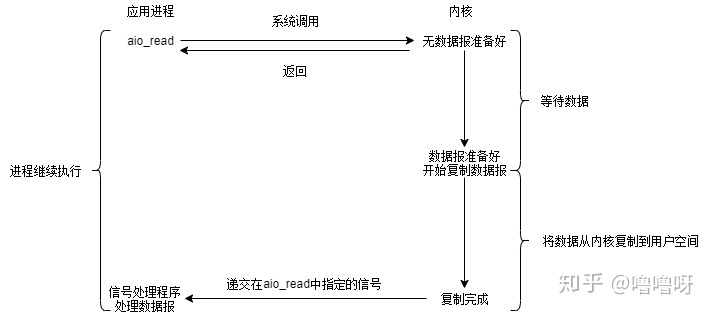 应用进程
系统调用
内核
aio_read
无数据报准备好
返回
等待数据
数据报准备好
开始复制数据报
进程继续执行
将数据从内核复制到用户空间
递交在aio_read中指定的信号
信号处理程序
处理数据报
复制完成
知乎 @噜噜呀